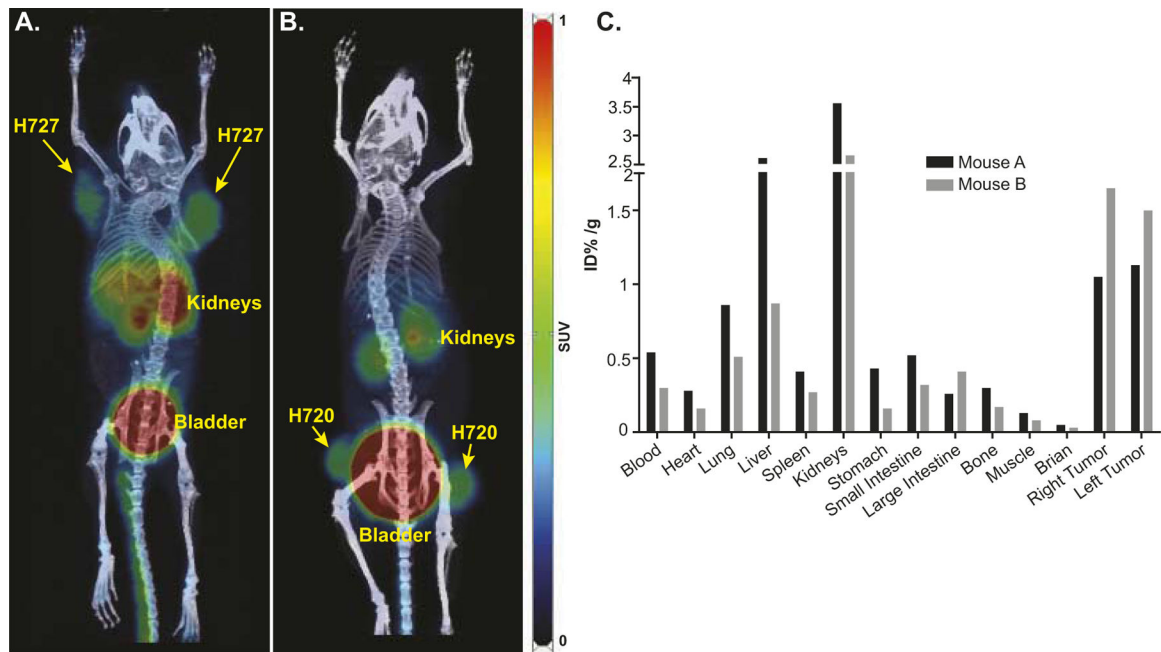 A.
H727
H727
Kidneys
Bladder
B.
Kidneys
H720
H720
Bladder
1
SUV
0
C.
4
3.5
3
2.5
2
1.5
1
0.5
0
ID% /g
Mouse A
Mouse B
Blood
Heart
Lung
Liver
Spleen
Kidneys
Stomach
Small Intestine
Large Intestine
Bone
Muscle
Brian
Right Tumor
Left Tumor